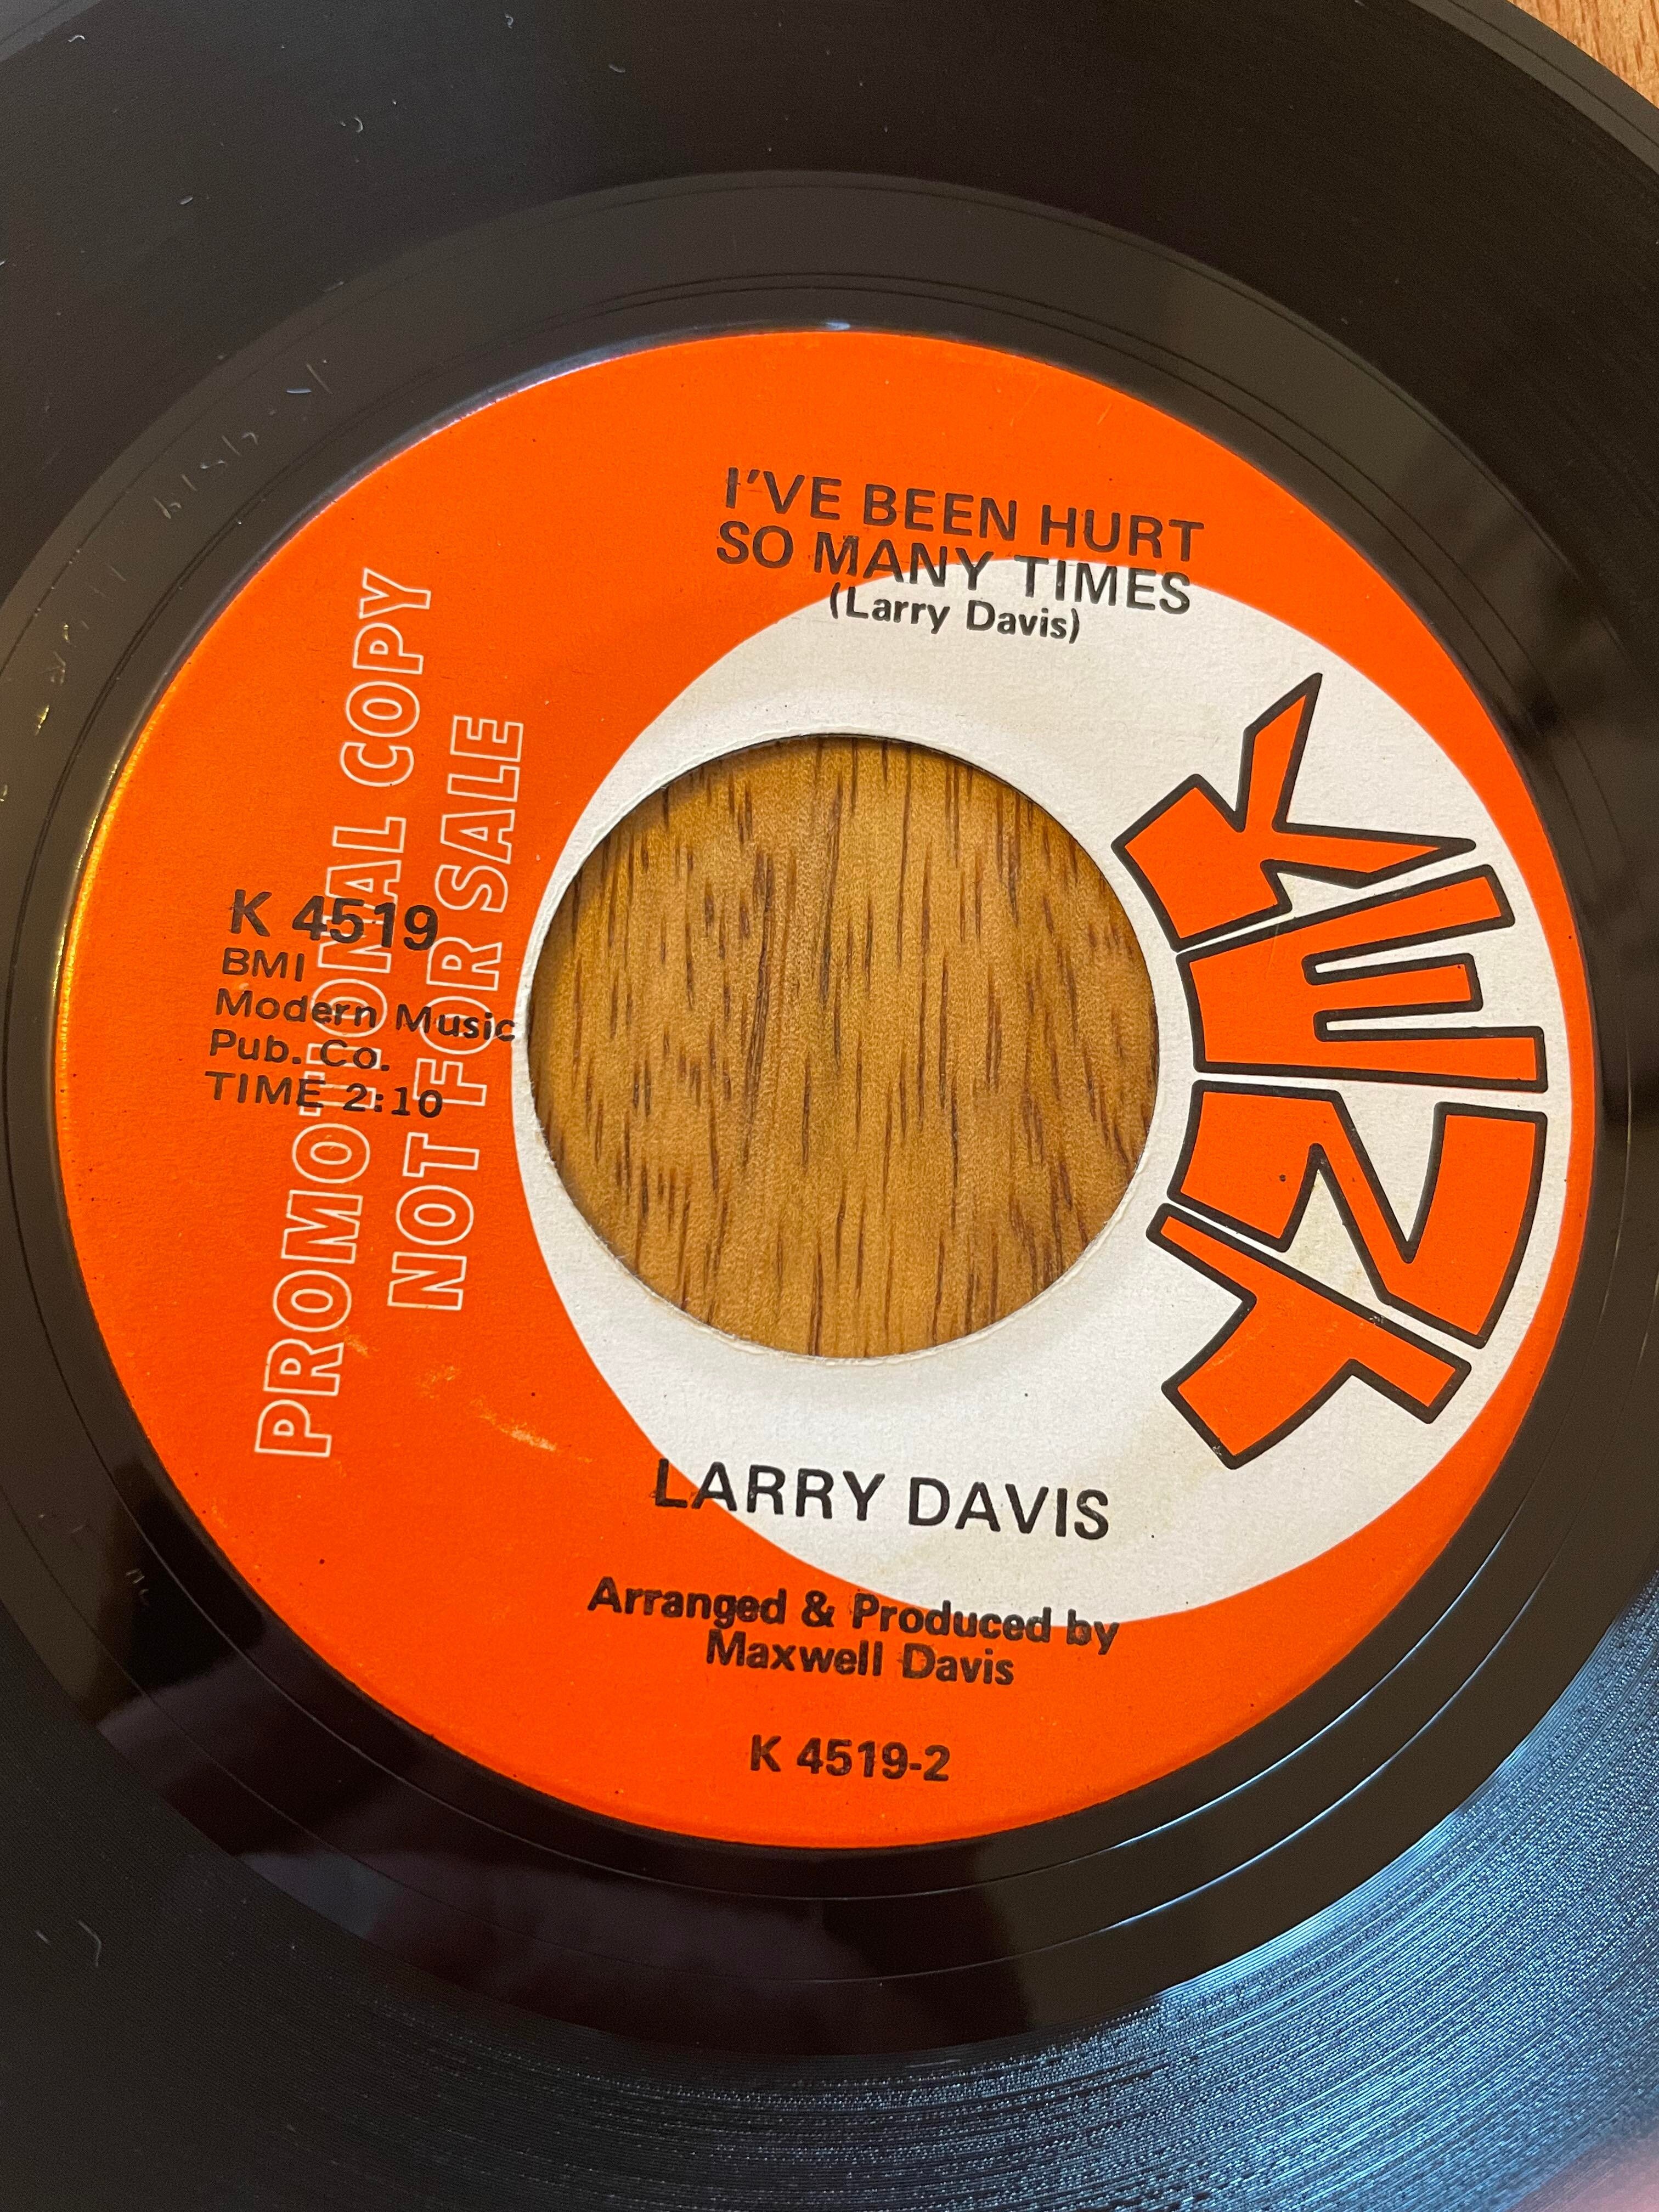 I'VE BEEN HURT
SO MANY TIMES
(Larry Davis)
KENT
PROMOTIONAL COPY
NOT FOR SALE
K 4519
BMI
Modern Music
Pub. Co.
TIME 2:10
LARRY DAVIS
Arranged & Produced by
Maxwell Davis
K 4519-2